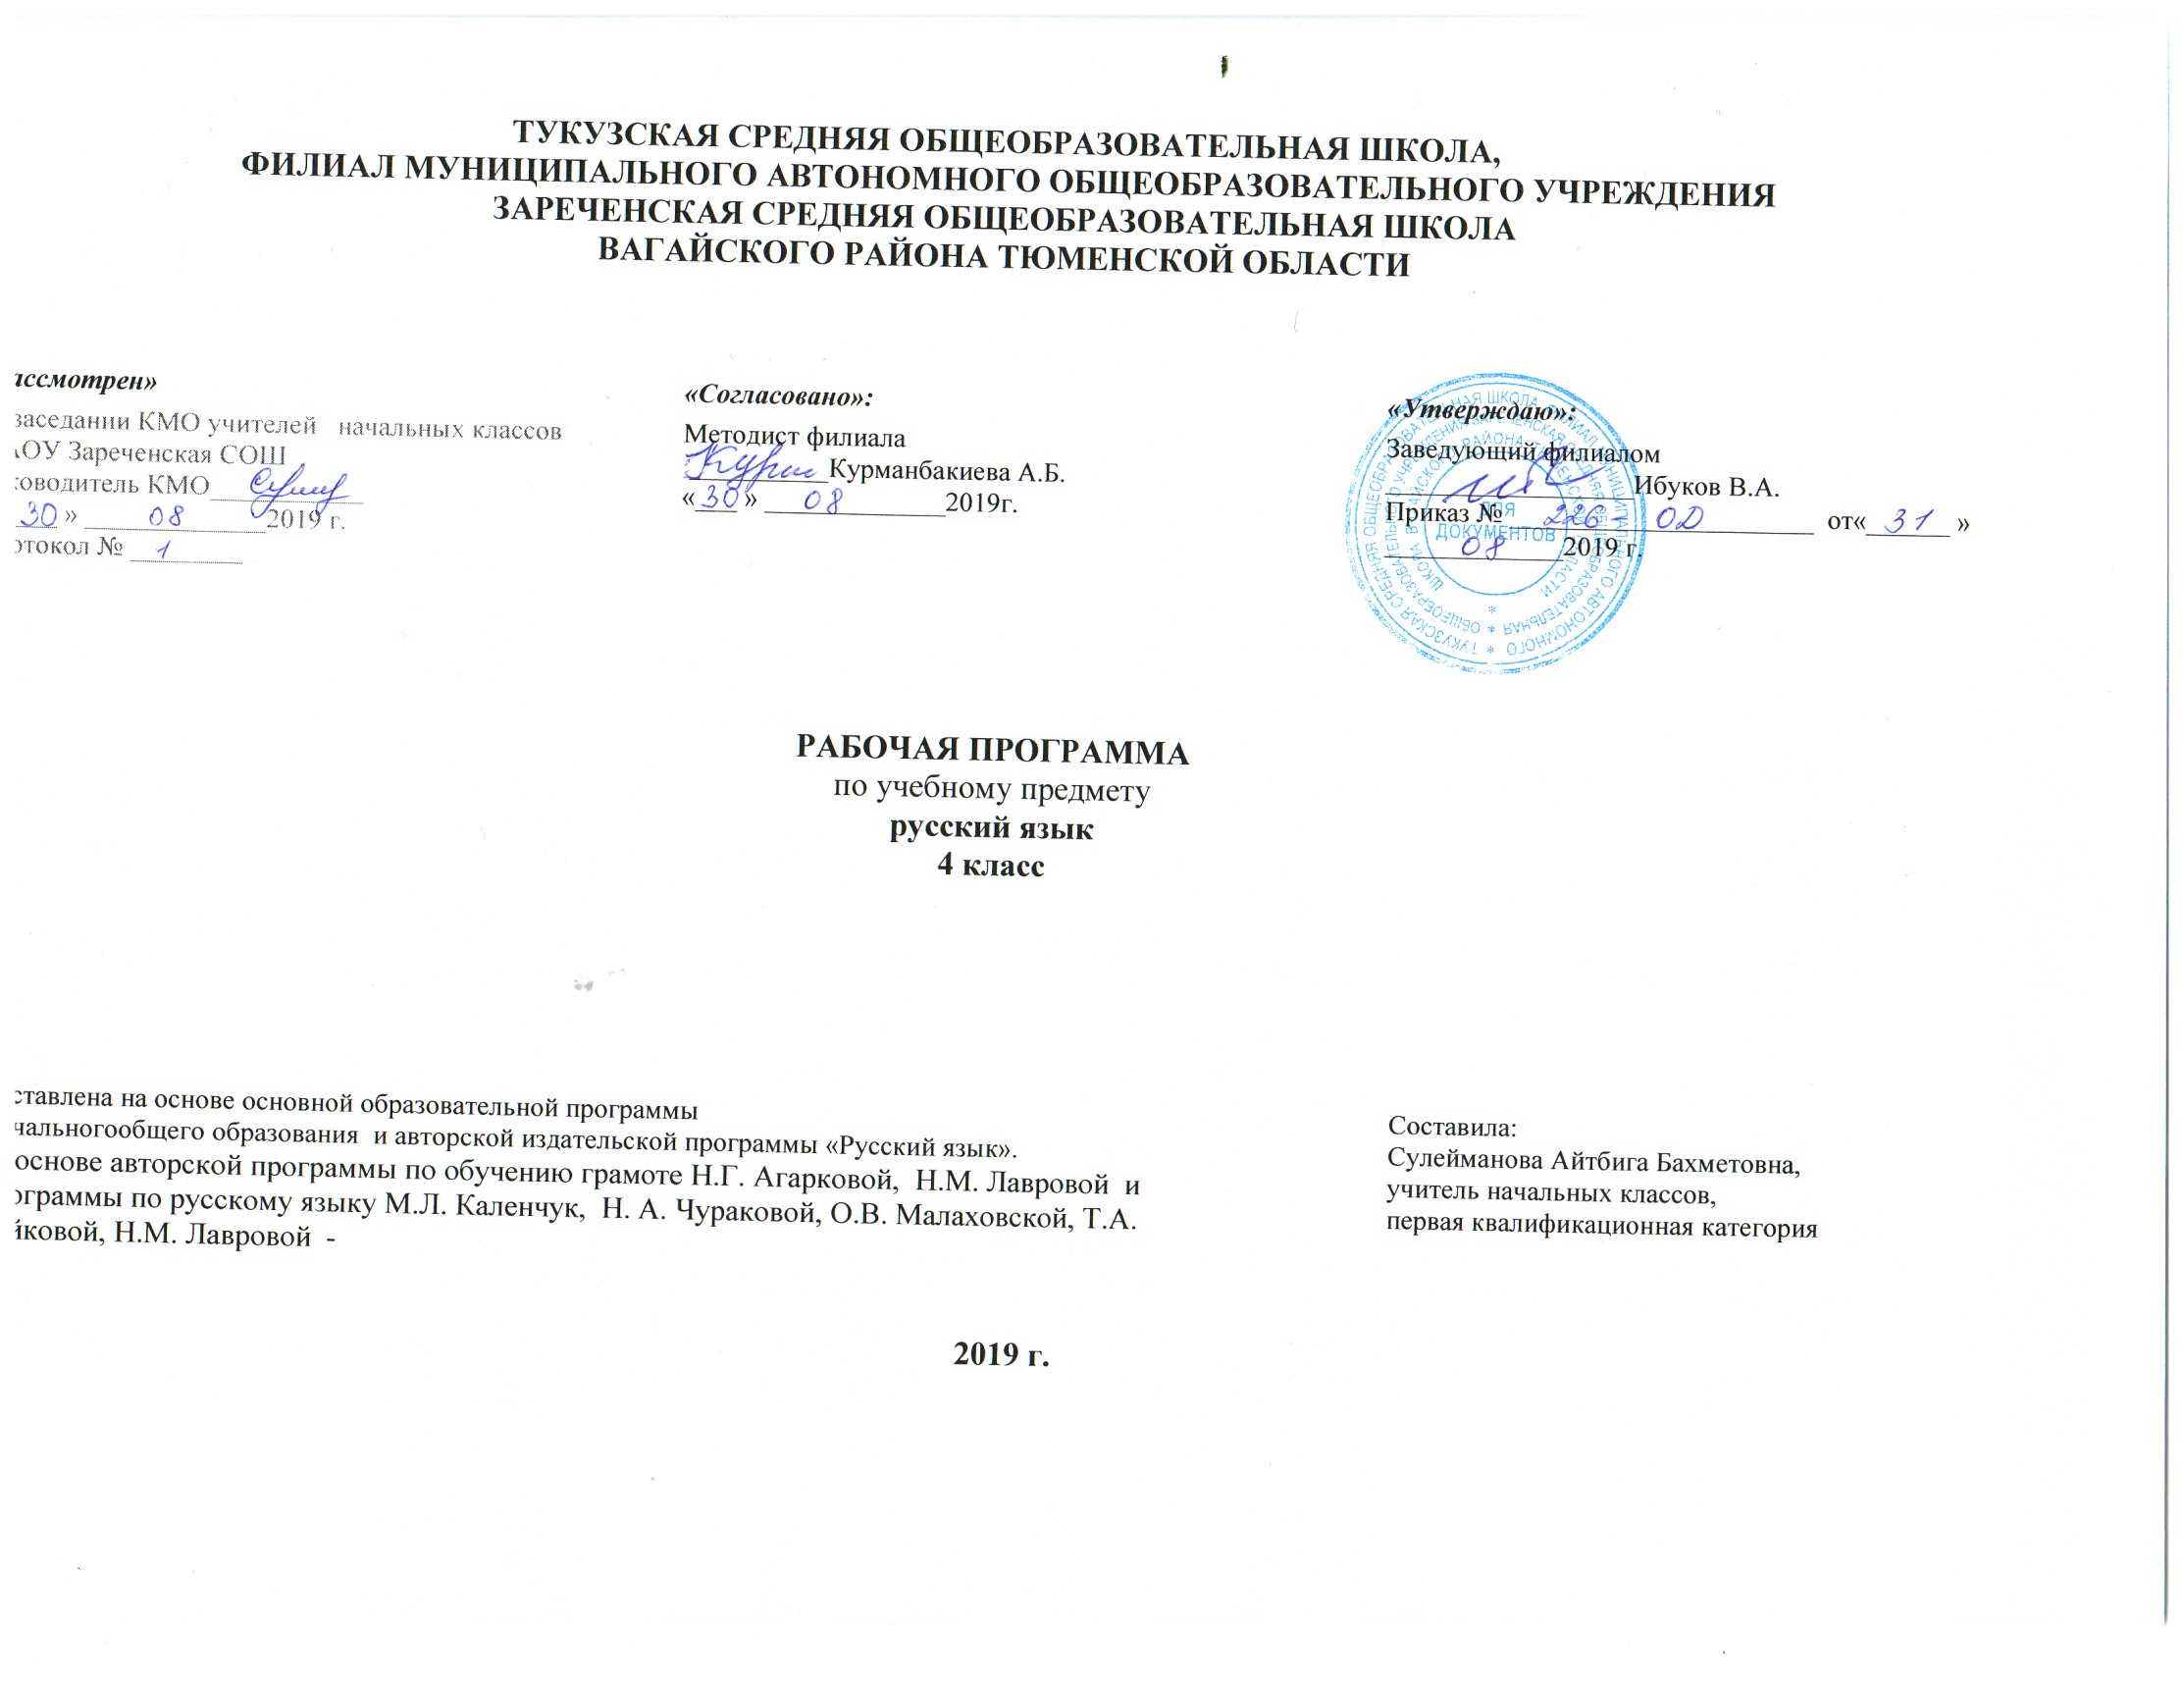 ТУКУЗСКАЯ СРЕДНЯЯ ОБЩЕОБРАЗОВАТЕЛЬНАЯ ШКОЛА,
ФИЛИАЛ МУНИЦИПАЛЬНОГО АВТОНОМНОГО ОБЩЕОБРАЗОВАТЕЛЬНОГО УЧРЕЖДЕНИЯ
ЗАРЕЧЕНСКАЯ СРЕДНЯЯ ОБЩЕОБРАЗОВАТЕЛЬНАЯ ШКОЛА
ВАГАЙСКОГО РАЙОНА ТЮМЕНСКОЙ ОБЛАСТИ
ссмотрен»
заседании КМО учителей начальных классов
ОУ Зареченская СОШ
оводитель КМО
30 » 08 2019 г.
отокол № 1
«Согласовано»:
Методист филиала
Курманбакиева А.Б.
«30» 08 2019г.
«Утверждаю»:
Заведующий филиалом
Ибуков В.А.
Приказ № 226-ОД от« 31 »
08 2019 г.
ДЛЯ
ДОКУМЕНТОВ
РАБОЧАЯ ПРОГРАММА
по учебному предмету
русский язык
4 класс
ставлена на основе основной образовательной программы
чальногообщего образования и авторской издательской программы «Русский язык».
основе авторской программы по обучению грамоте Н.Г. Агарковой, Н.М. Лавровой и
ограммы по русскому языку М.Л. Каленчук, Н. А. Чураковой, О.В. Малаховской, Т.А.
йковой, Н.М. Лавровой -
Составила:
Сулейманова Айтбига Бахметовна,
учитель начальных классов,
первая квалификационная категория
2019 г.